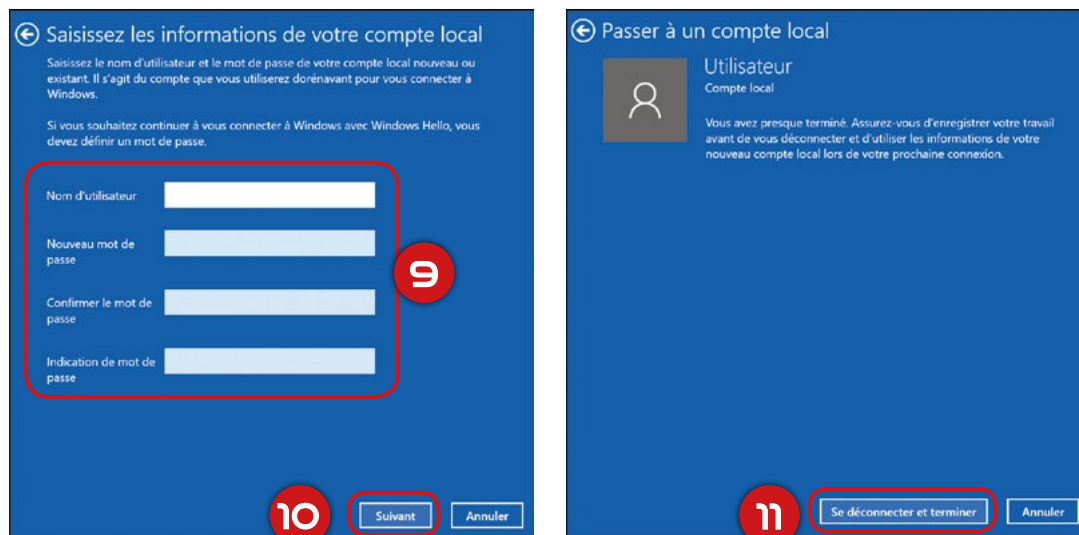 Saisissez les informations de votre compte local
Saisissez le nom d'utilisateur et le mot de passe de votre compte local nouveau ou
existant. Il s'agit du compte que vous utiliserez dorénavant pour vous connecter à
Windows.
Si vous souhaitez continuer à vous connecter à Windows avec Windows Hello, vous
devez définir un mot de passe.
Nom d'utilisateur
Nouveau mot de
passe
9
Confirmer le mot de
passe
Indication de mot de
passe
10
Suivant
Annuler
Passer à un compte local
Utilisateur
Compte local
Vous avez presque terminé. Assurez-vous d'enregistrer votre travail
avant de vous déconnecter et d'utiliser les informations de votre
nouveau compte local lors de votre prochaine connexion.
11
Se déconnecter et terminer
Annuler